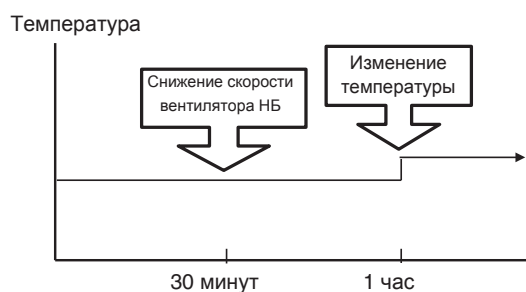 Температура
Снижение скорости
вентилятора НБ
Изменение
температуры
30 минут
1 час